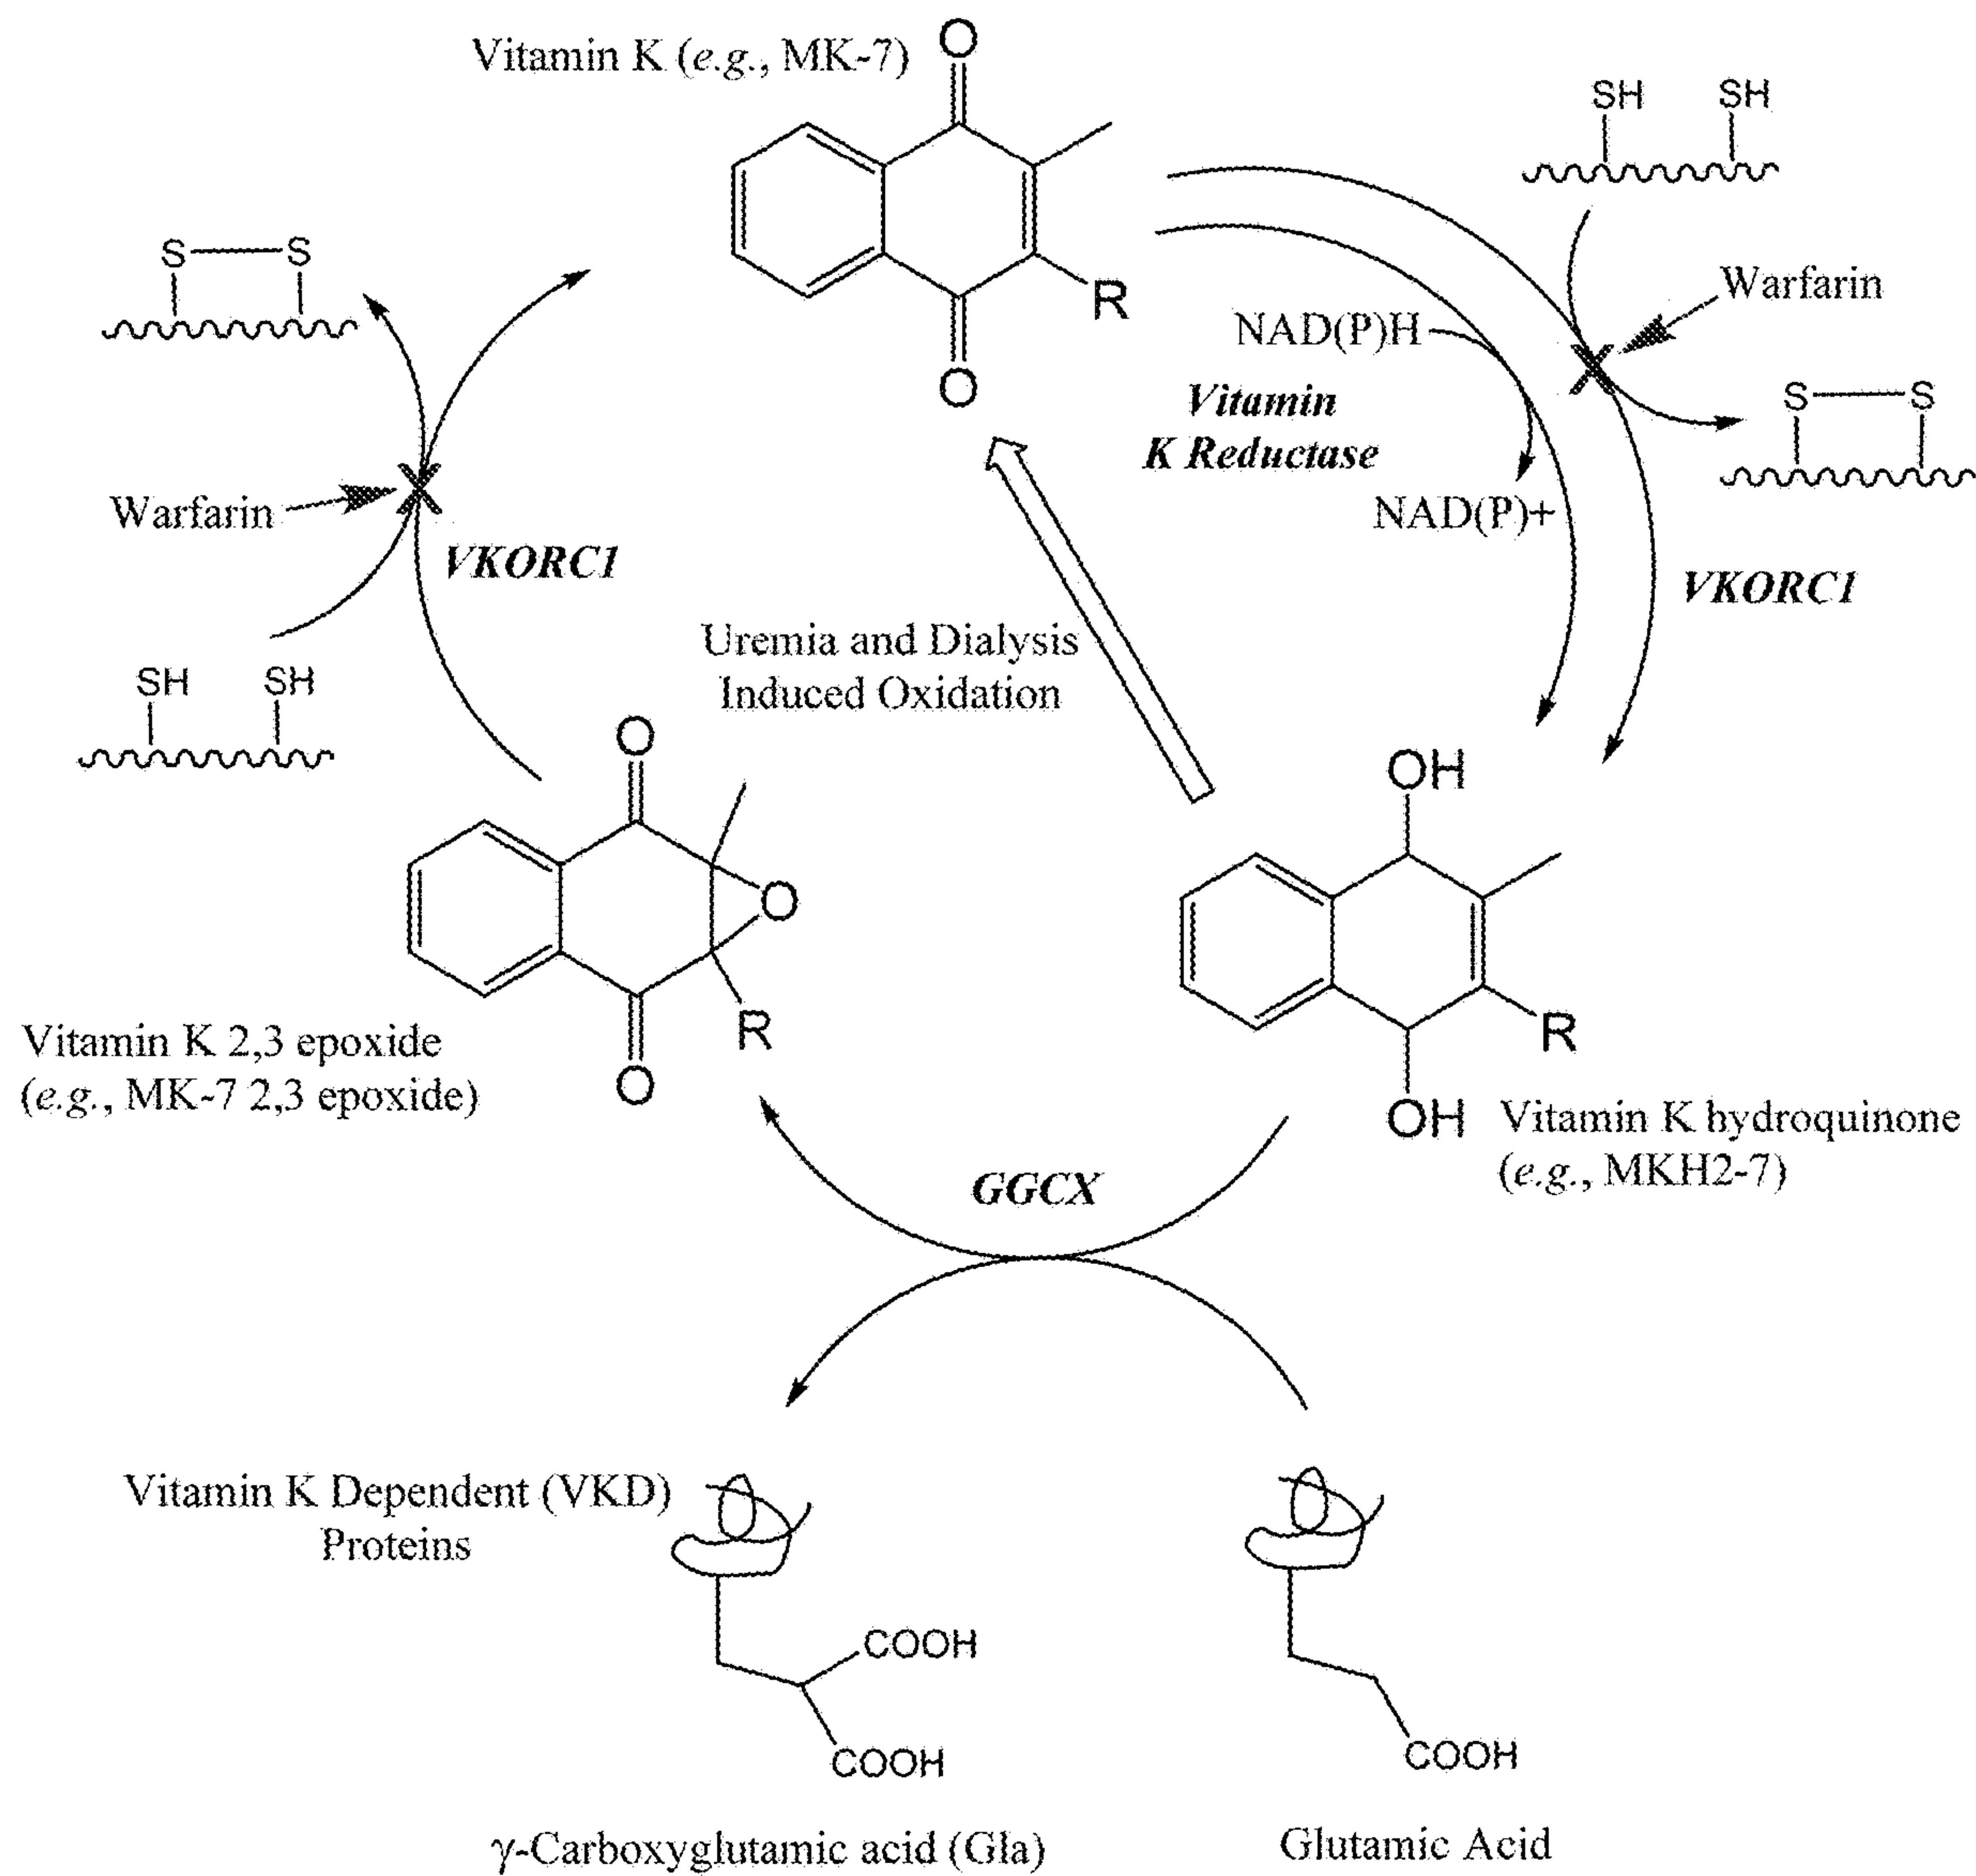 O
Vitamin K (e.g., MK-7)
SH SH
S S
R
Warfarin
NAD(P)H
O
Vitamin
K Reductase
S S
Warfarin
NAD(P)+
VKORC1
VKORC1
Uremia and Dialysis
Induced Oxidation
SH SH
O
OH
O
R
R
Vitamin K 2,3 epoxide
(e.g., MK-7 2,3 epoxide)
O
OH
Vitamin K hydroquinone
(e.g., MKH2-7)
GGCX
Vitamin K Dependent (VKD)
Proteins
COOH
COOH
COOH
γ-Carboxyglutamic acid (Gla)
Glutamic Acid